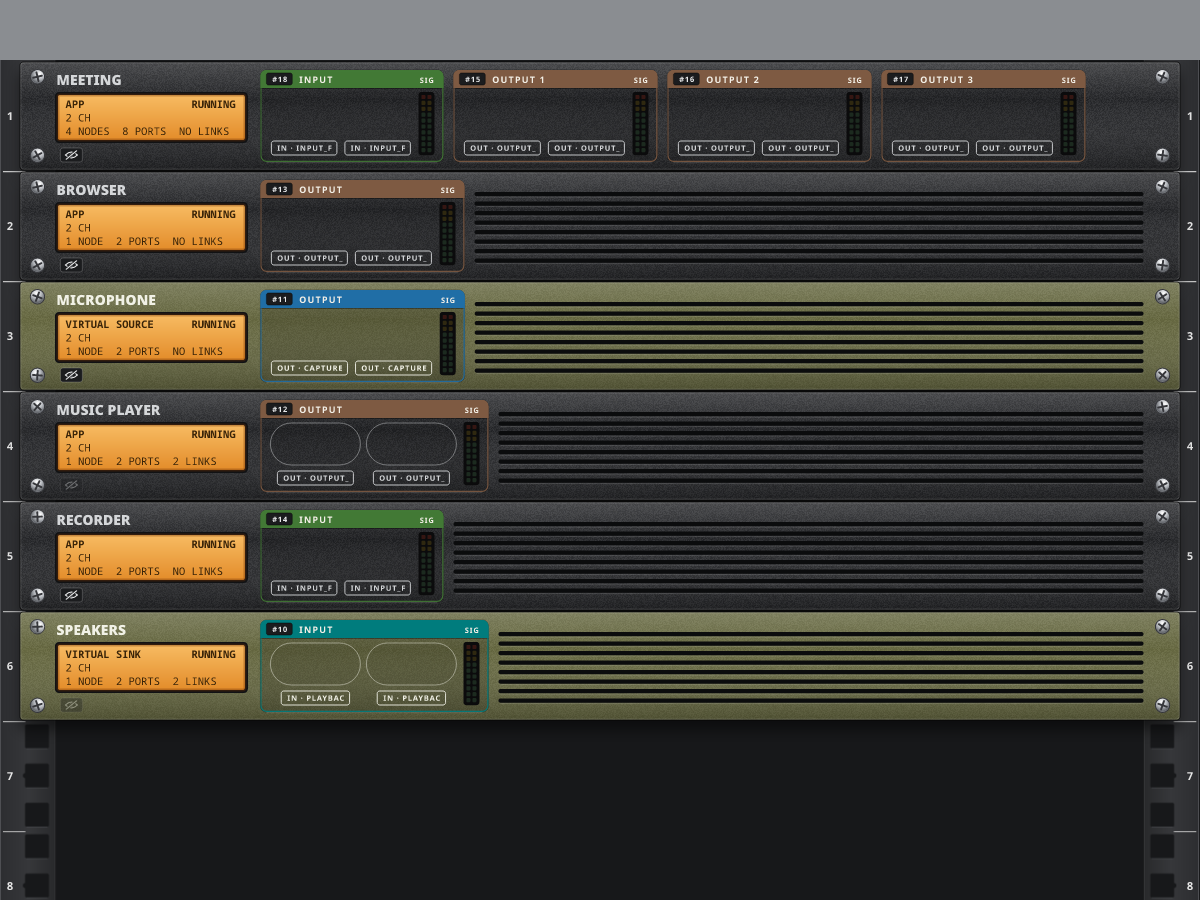 MEETING
APP RUNNING
2 CH
4 NODES 8 PORTS NO LINKS
#18 INPUT SIG
IN · INPUT_F IN · INPUT_F
#15 OUTPUT 1 SIG
OUT · OUTPUT_ OUT · OUTPUT_
#16 OUTPUT 2 SIG
OUT · OUTPUT_ OUT · OUTPUT_
#17 OUTPUT 3 SIG
OUT · OUTPUT_ OUT · OUTPUT_
1 1
BROWSER
APP RUNNING
2 CH
1 NODE 2 PORTS NO LINKS
#13 OUTPUT SIG
OUT · OUTPUT_ OUT · OUTPUT_
2 2
MICROPHONE
VIRTUAL SOURCE RUNNING
2 CH
1 NODE 2 PORTS NO LINKS
#11 OUTPUT SIG
OUT · CAPTURE OUT · CAPTURE
3 3
MUSIC PLAYER
APP RUNNING
2 CH
1 NODE 2 PORTS 2 LINKS
#12 OUTPUT SIG
OUT · OUTPUT_ OUT · OUTPUT_
4 4
RECORDER
APP RUNNING
2 CH
1 NODE 2 PORTS NO LINKS
#14 INPUT SIG
IN · INPUT_F IN · INPUT_F
5 5
SPEAKERS
VIRTUAL SINK RUNNING
2 CH
1 NODE 2 PORTS 2 LINKS
#10 INPUT SIG
IN · PLAYBAC IN · PLAYBAC
6 6
7 7
8 8